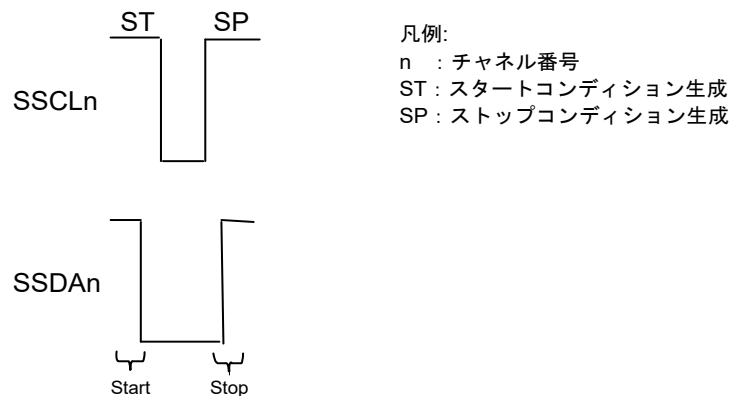 ST SP
SSCLn
SSDAn
Start Stop
凡例:
n ：チャネル番号
ST：スタートコンディション生成
SP：ストップコンディション生成